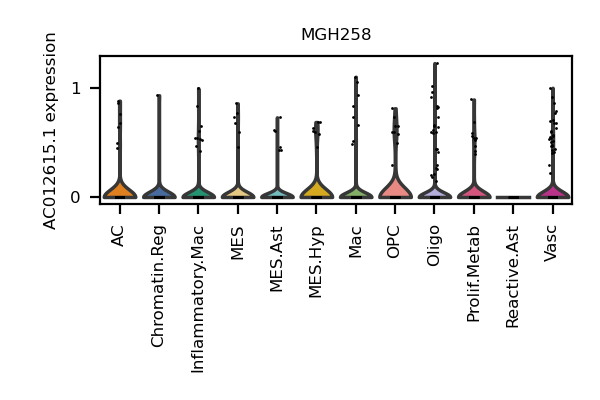 MGH258
AC012615.1 expression
1
0
AC
Chromatin.Reg
Inflammatory.Mac
MES
MES.Ast
MES.Hyp
Mac
OPC
Oligo
Prolif.Metab
Reactive.Ast
Vasc